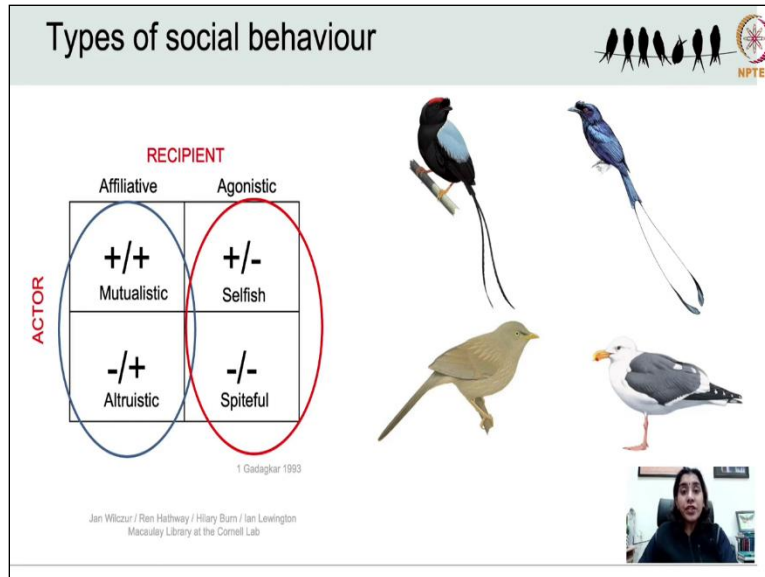 Types of social behaviour
NPTE
RECIPIENT
Affiliative Agonistic
ACTOR
+/+ +/-
Mutualistic Selfish
-/+ -/-
Altruistic Spiteful
1 Gadagkar 1993
Jan Wilczur / Ren Hathway / Hilary Burn / Ian Lewington
Macaulay Library at the Cornell Lab